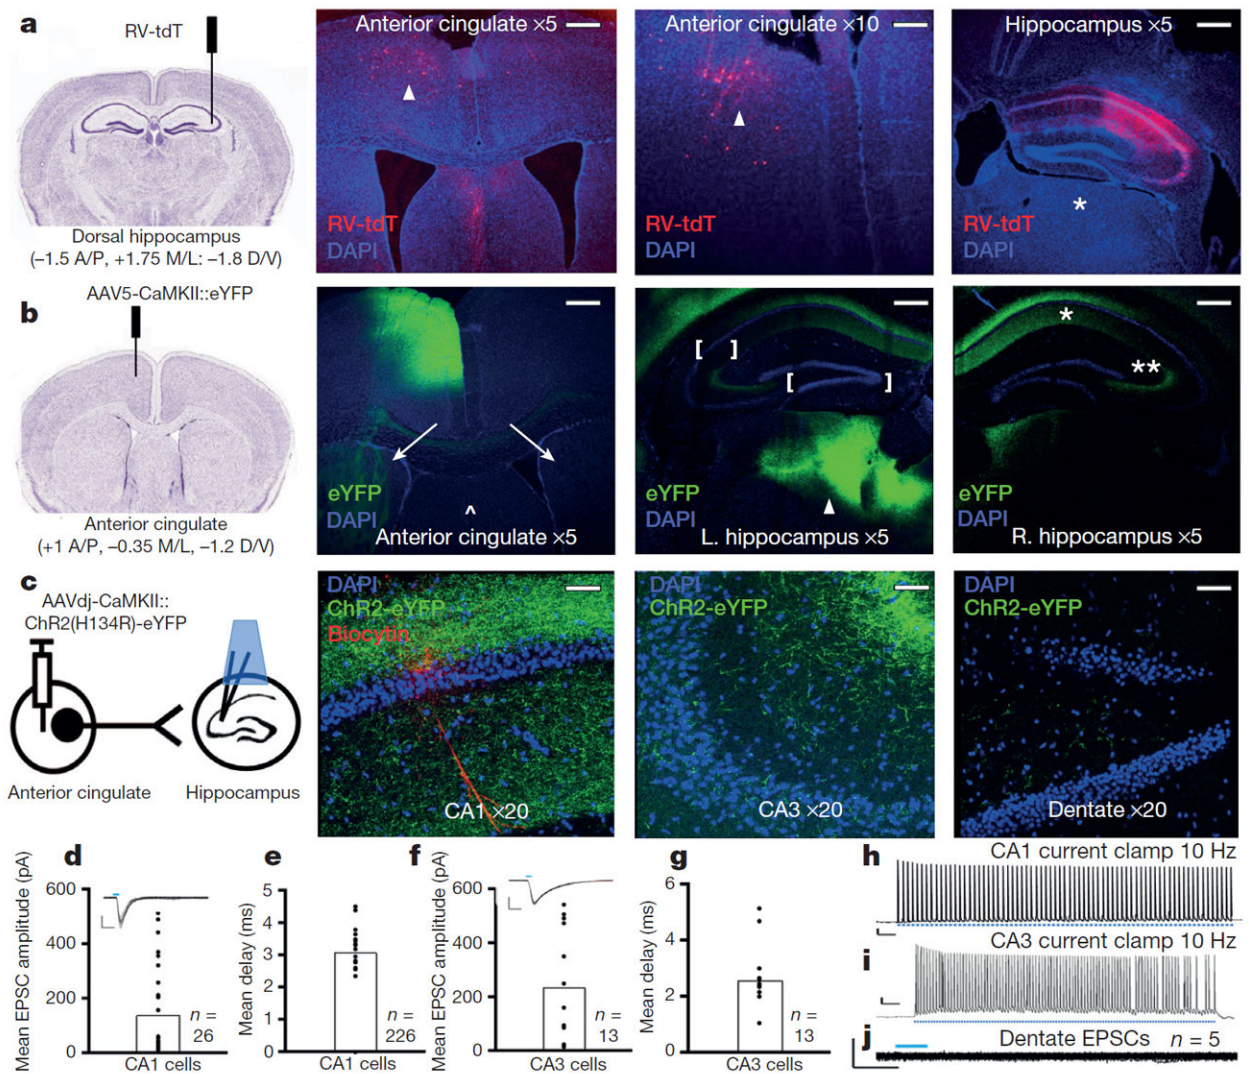 a
RV-tdT
Dorsal hippocampus
(–1.5 A/P, +1.75 M/L: –1.8 D/V)
Anterior cingulate ×5
RV-tdT
DAPI
Anterior cingulate ×10
RV-tdT
DAPI
Hippocampus ×5
*
RV-tdT
DAPI
b
AAV5-CaMKII::eYFP
Anterior cingulate
(+1 A/P, –0.35 M/L, –1.2 D/V)
eYFP
DAPI
^
Anterior cingulate ×5
[ ]
[ ]
eYFP
DAPI
L. hippocampus ×5
*
**
eYFP
DAPI
R. hippocampus ×5
c
AAVdj-CaMKII::
ChR2(H134R)-eYFP
Anterior cingulate
Hippocampus
DAPI
ChR2-eYFP
Biocytin
CA1 ×20
DAPI
ChR2-eYFP
CA3 ×20
DAPI
ChR2-eYFP
Dentate ×20
d
Mean EPSC amplitude (pA)
600
400
200
0
n =
26
CA1 cells
e
Mean delay (ms)
5
4
3
2
1
0
n =
226
CA1 cells
f
Mean EPSC amplitude (pA)
600
400
200
0
n =
13
CA3 cells
g
Mean delay (ms)
6
4
2
0
n =
13
CA3 cells
h
CA1 current clamp 10 Hz
i
CA3 current clamp 10 Hz
j
Dentate EPSCs n = 5